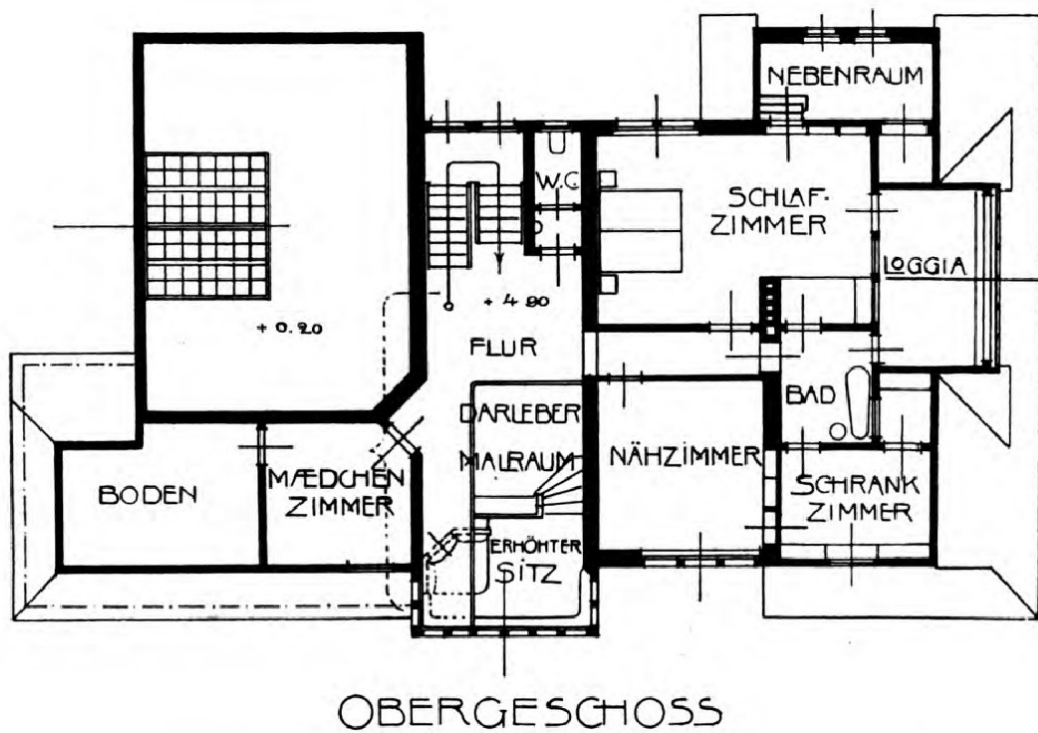 NEBENRAUM
W.C.
SCHLAF-
ZIMMER
LOGGIA
+ 4.90
+ 0.20
FLUR
DARÜBER
MALRAUM
BAD
NÄHZIMMER
BODEN
MÆDCHEN
ZIMMER
SCHRANK
ZIMMER
ERHÖHTER
SITZ
OBERGESCHOSS